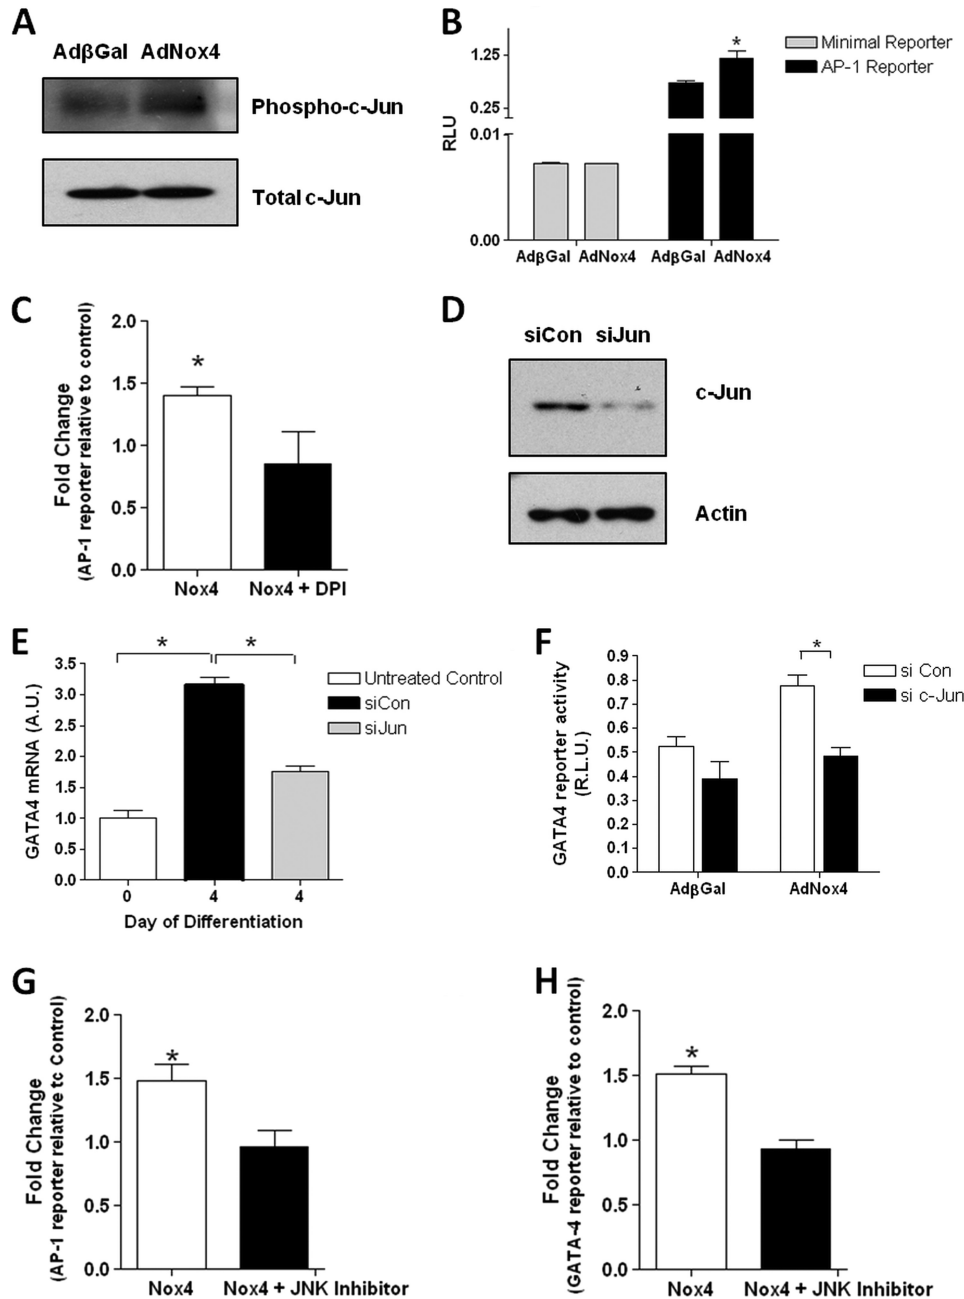 A
AdβGal AdNox4
Phospho-c-Jun
Total c-Jun
B
RLU
1.25
0.25
0.01
0.00
*
Minimal Reporter
AP-1 Reporter
AdβGal AdNox4 AdβGal AdNox4
C
Fold Change
(AP-1 reporter relative to control)
2.0
1.5
1.0
0.5
0.0
*
Nox4 Nox4 + DPI
D
siCon siJun
c-Jun
Actin
E
GATA4 mRNA (A.U.)
3.5
3.0
2.5
2.0
1.5
1.0
0.5
0.0
* *
Untreated Control
siCon
siJun
0 4 4
Day of Differentiation
F
GATA4 reporter activity
(R.L.U.)
0.9
0.8
0.7
0.6
0.5
0.4
0.3
0.2
0.1
0.0
*
si Con
si c-Jun
AdβGal AdNox4
G
Fold Change
(AP-1 reporter relative tc Control)
2.0
1.5
1.0
0.5
0.0
*
Nox4 Nox4 + JNK Inhibitor
H
Fold Change
(GATA-4 reporter relative to control)
2.0
1.5
1.0
0.5
0.0
*
Nox4 Nox4 + JNK Inhibitor